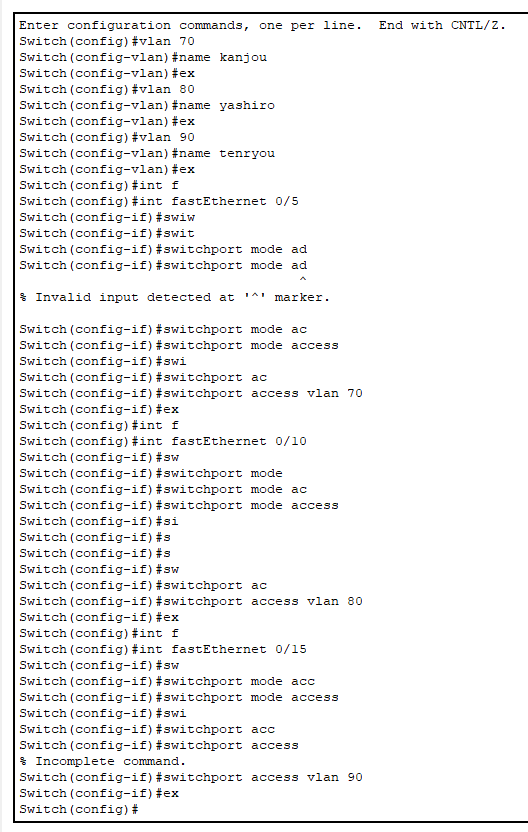 Enter configuration commands, one per line.  End with CNTL/Z.
Switch(config)#vlan 70
Switch(config-vlan)#name kanjou
Switch(config-vlan)#ex
Switch(config)#vlan 80
Switch(config-vlan)#name yashiro
Switch(config-vlan)#ex
Switch(config)#vlan 90
Switch(config-vlan)#name tenryou
Switch(config-vlan)#ex
Switch(config)#int f
Switch(config)#int fastEthernet 0/5
Switch(config-if)#swiw
Switch(config-if)#swit
Switch(config-if)#switchport mode ad
Switch(config-if)#switchport mode ad
^
% Invalid input detected at '^' marker.
Switch(config-if)#switchport mode ac
Switch(config-if)#switchport mode access
Switch(config-if)#swi
Switch(config-if)#switchport ac
Switch(config-if)#switchport access vlan 70
Switch(config-if)#ex
Switch(config)#int f
Switch(config)#int fastEthernet 0/10
Switch(config-if)#sw
Switch(config-if)#switchport mode
Switch(config-if)#switchport mode ac
Switch(config-if)#switchport mode access
Switch(config-if)#si
Switch(config-if)#s
Switch(config-if)#s
Switch(config-if)#sw
Switch(config-if)#switchport ac
Switch(config-if)#switchport access vlan 80
Switch(config-if)#ex
Switch(config)#int f
Switch(config)#int fastEthernet 0/15
Switch(config-if)#sw
Switch(config-if)#switchport mode acc
Switch(config-if)#switchport mode access
Switch(config-if)#swi
Switch(config-if)#switchport acc
Switch(config-if)#switchport access
% Incomplete command.
Switch(config-if)#switchport access vlan 90
Switch(config-if)#ex
Switch(config)#